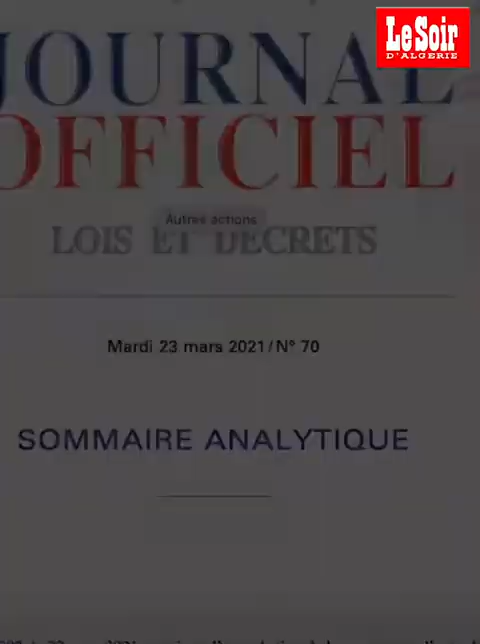 Le Soir
D'ALGERIE
JOURNAL
OFFICIEL
Autres actions
LOIS ET DECRETS
Mardi 23 mars 2021/N° 70
SOMMAIRE ANALYTIQUE